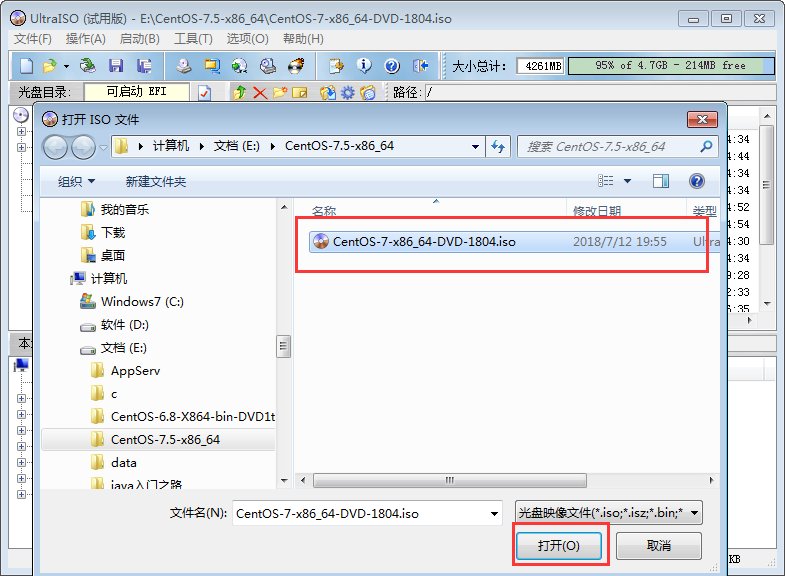 UltraISO (试用版) - E:\CentOS-7.5-x86_64\CentOS-7-x86_64-DVD-1804.iso
文件(F) 操作(A) 启动(B) 工具(T) 选项(O) 帮助(H)
大小总计: 4261MB 95% of 4.7GB - 214MB free
光盘目录: 可启动 EFI 路径: /
打开 ISO 文件
计算机 文档 (E:) CentOS-7.5-x86_64 搜索 CentOS-7.5-x86_64
组织 新建文件夹
名称 修改日期 类型
我的音乐
CentOS-7-x86_64-DVD-1804.iso 2018/7/12 19:55 Ultra
下载
桌面
计算机
Windows7 (C:)
软件 (D:)
文档 (E:)
AppServ
c
CentOS-6.8-X864-bin-DVD1t
CentOS-7.5-x86_64
data
java入门之路
4:34
4:44
4:34
4:34
4:52
4:54
4:30
4:34
9:28
2:33
6:35
本
文件名(N): CentOS-7-x86_64-DVD-1804.iso 光盘映像文件(*.iso;*.isz;*.bin;*
打开(O) 取消
KB